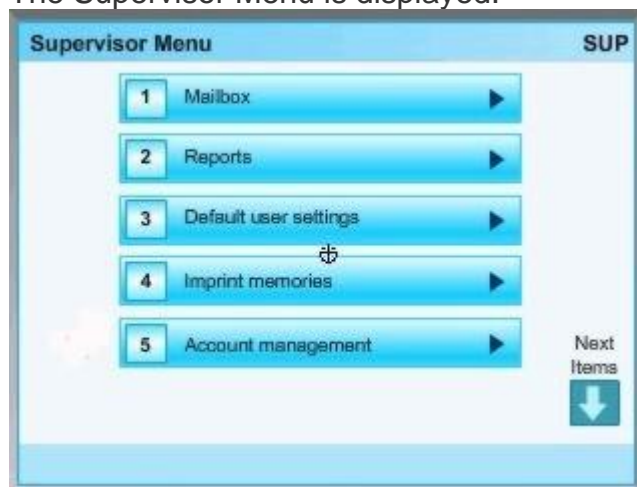 The Supervisor Menu is displayed.
Supervisor Menu SUP
1 Mailbox
2 Reports
3 Default user settings
4 Imprint memories
5 Account management
Next
Items